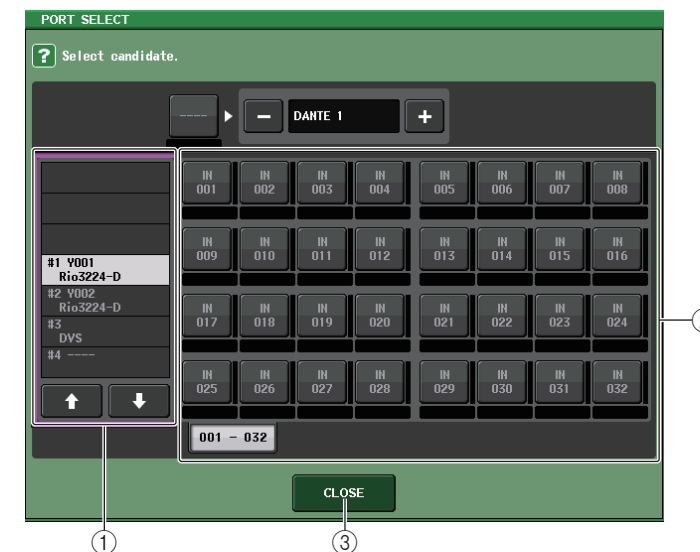 PORT SELECT
? Select candidate.
---- − DANTE 1 +
#1 Y001
Rio3224-D
#2 Y002
Rio3224-D
#3
DVS
#4 ----
IN 001 IN 002 IN 003 IN 004 IN 005 IN 006 IN 007 IN 008
IN 009 IN 010 IN 011 IN 012 IN 013 IN 014 IN 015 IN 016
IN 017 IN 018 IN 019 IN 020 IN 021 IN 022 IN 023 IN 024
IN 025 IN 026 IN 027 IN 028 IN 029 IN 030 IN 031 IN 032
001 - 032
CLOSE
① ③